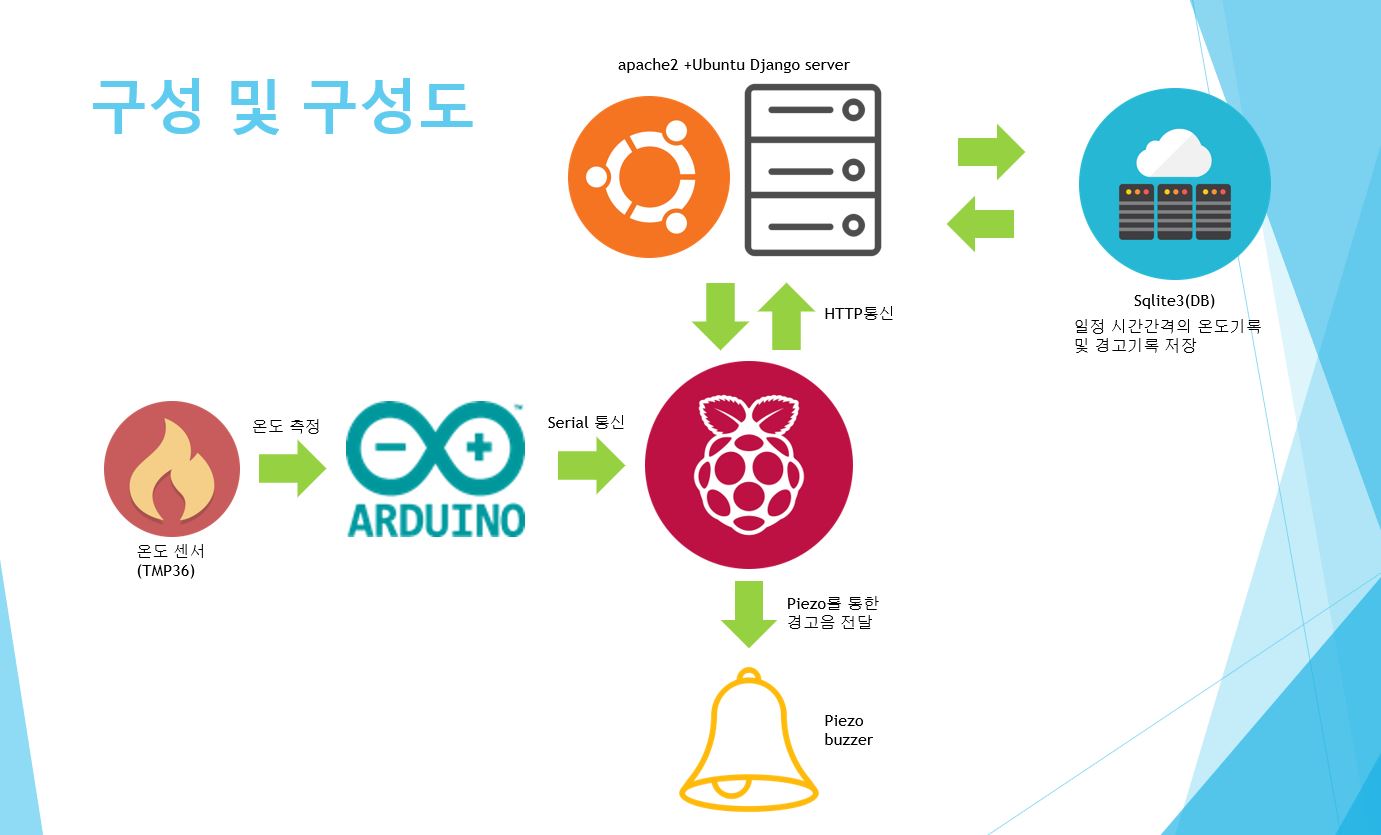 구성 및 구성도
apache2 +Ubuntu Django server
HTTP통신
Sqlite3(DB)
일정 시간간격의 온도기록
및 경고기록 저장
온도 측정
Serial 통신
ARDUINO
TM
온도 센서
(TMP36)
Piezo를 통한
경고음 전달
Piezo
buzzer